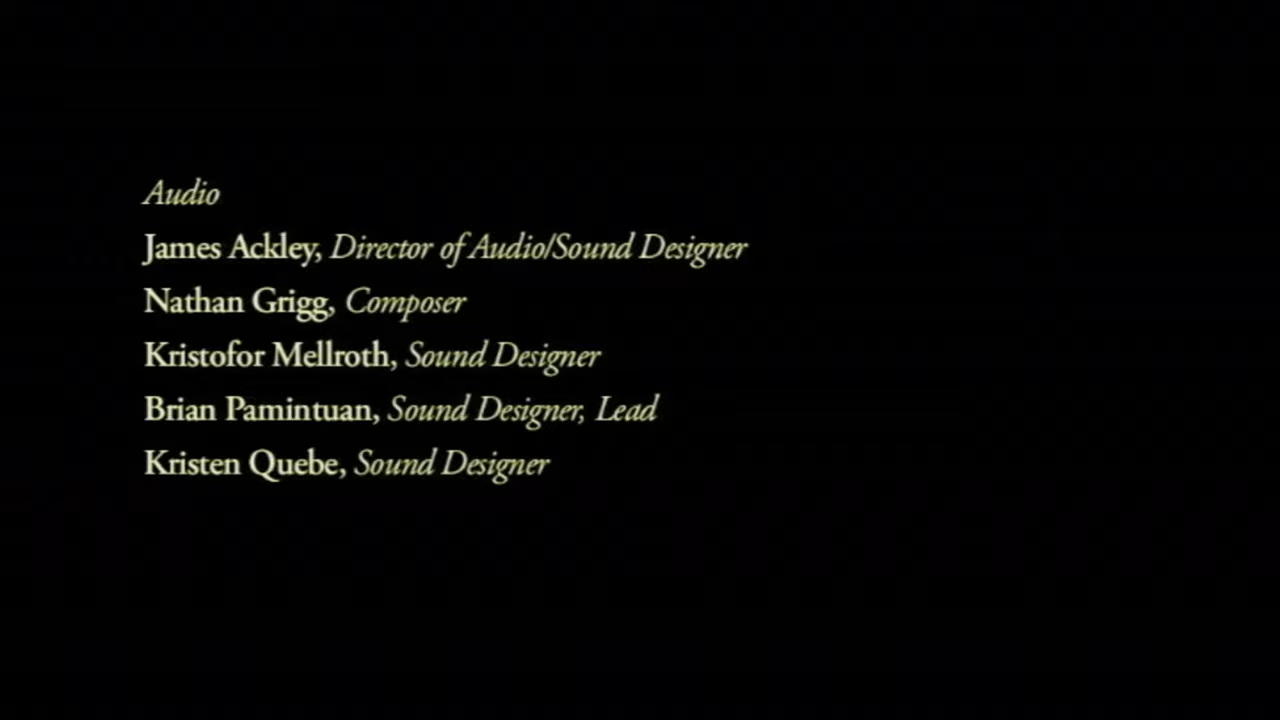 Audio
James Ackley, Director of Audio/Sound Designer
Nathan Grigg, Composer
Kristofor Mellroth, Sound Designer
Brian Pamintuan, Sound Designer, Lead
Kristen Quebe, Sound Designer